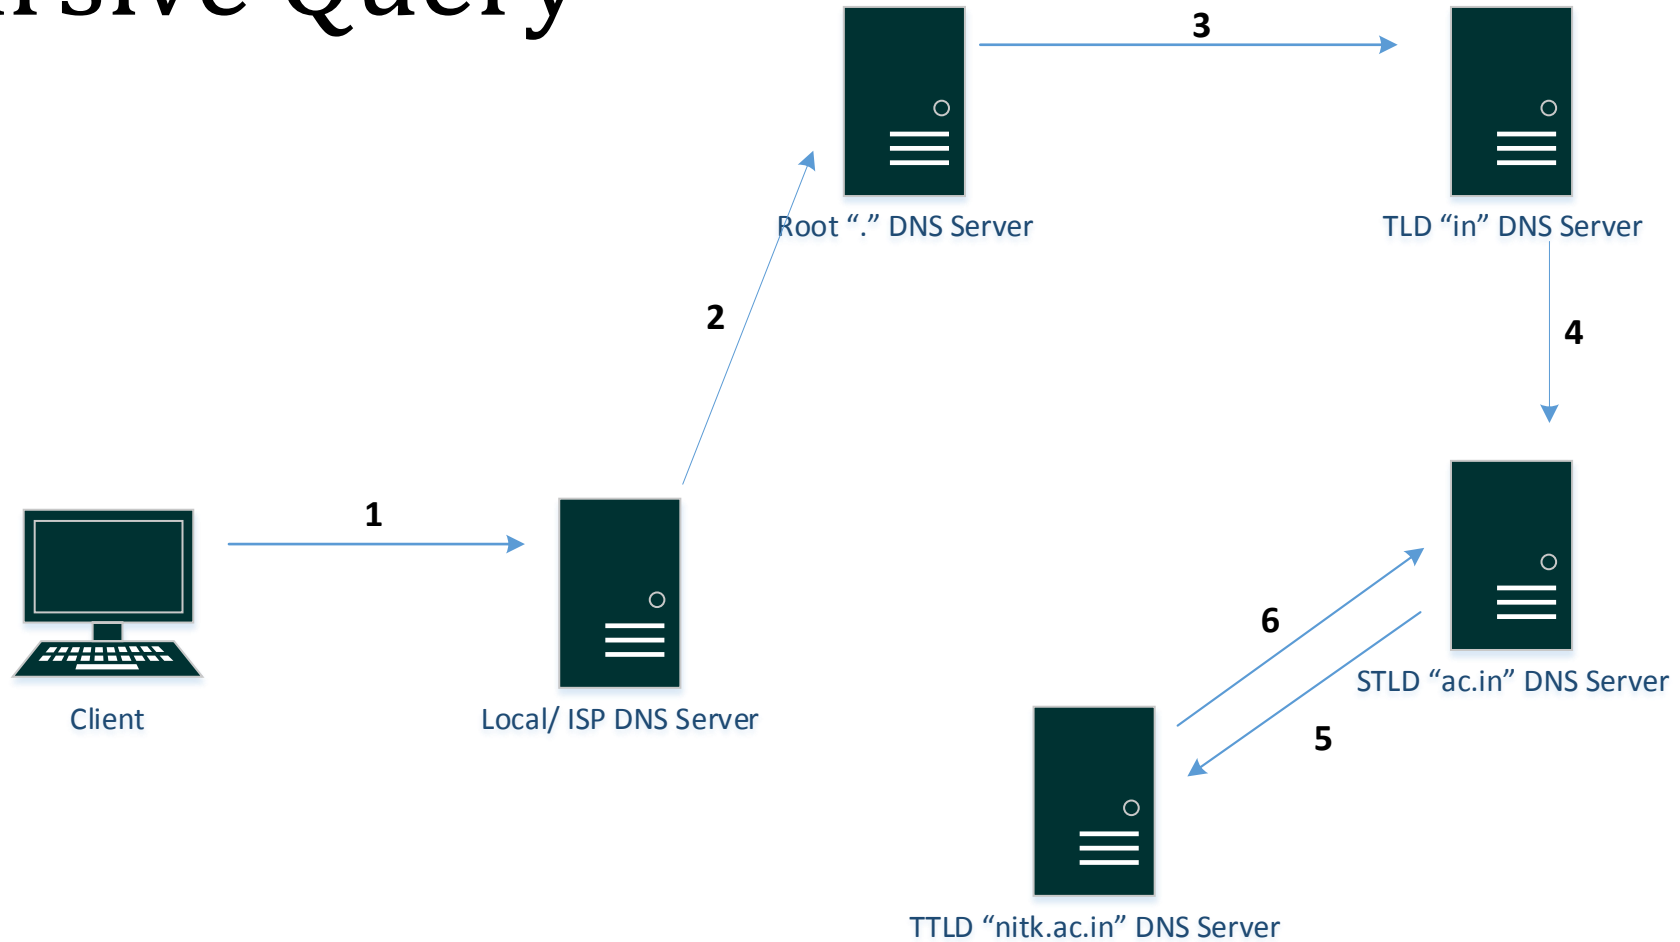 Query
3
Root “.” DNS Server
TLD “in” DNS Server
2
4
1
6
STLD “ac.in” DNS Server
Client
Local/ ISP DNS Server
5
TTLD “nitk.ac.in” DNS Server